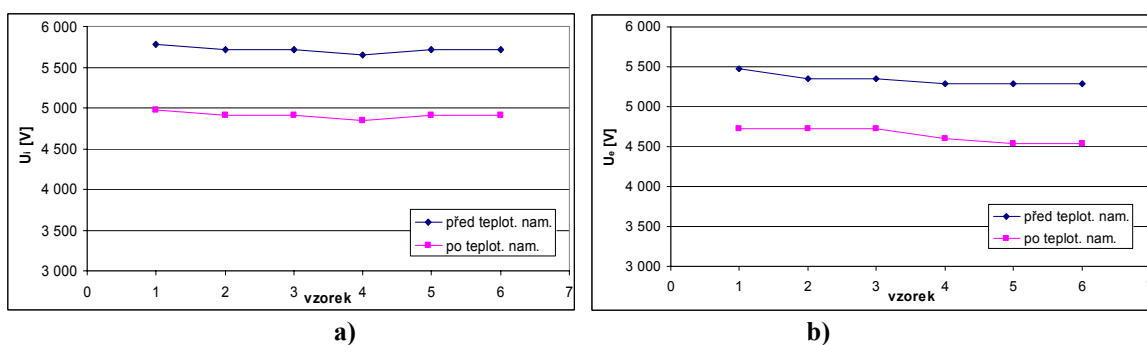 6 000
5 500
5 000
4 500
4 000
3 500
3 000
Ui [V]
0 1 2 3 4 5 6 7
vzorek
před teplot. nam.
po teplot. nam.
a)
6 000
5 500
5 000
4 500
4 000
3 500
3 000
Ue [V]
0 1 2 3 4 5 6
vzorek
před teplot. nam.
po teplot. nam.
b)